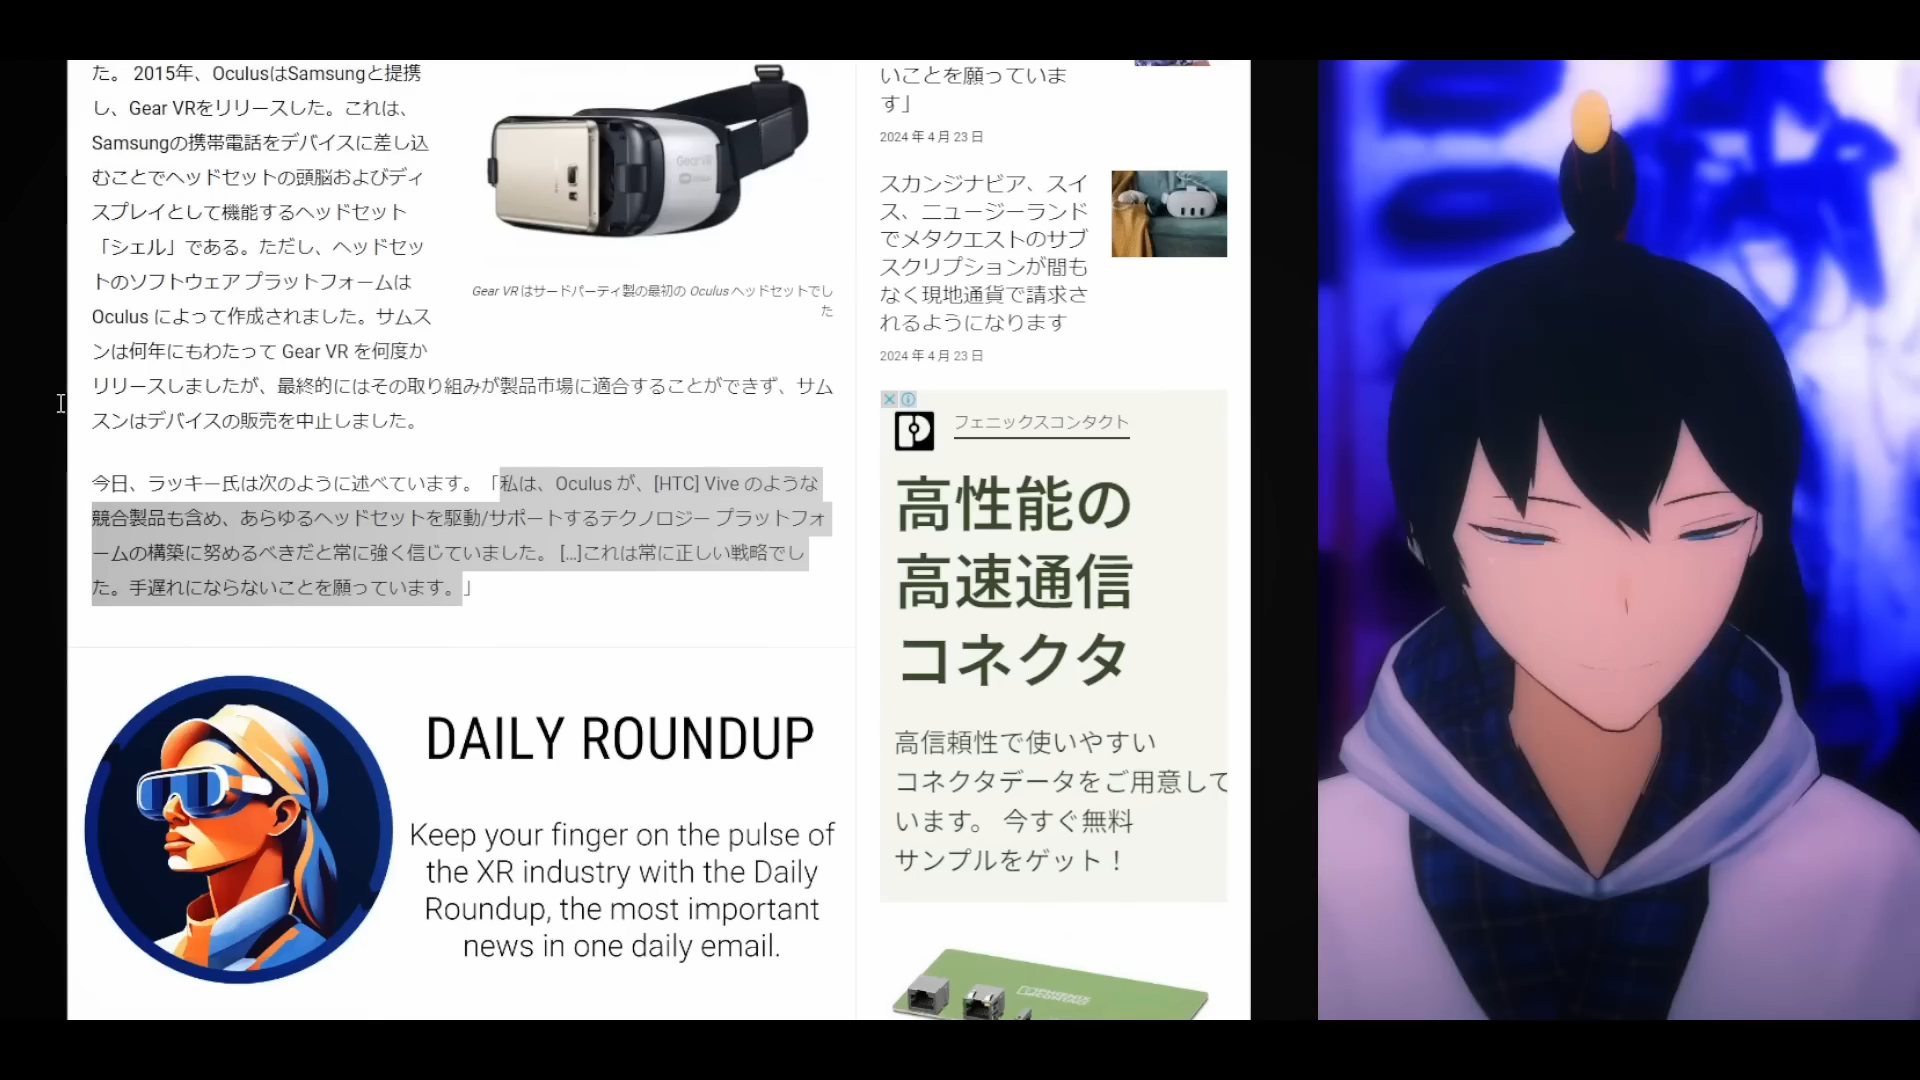 た。 2015年、OculusはSamsungと提携
し、Gear VRをリリースした。これは、
Samsungの携帯電話をデバイスに差し込
むことでヘッドセットの頭脳およびディ
スプレイとして機能するヘッドセット
「シェル」である。ただし、ヘッドセッ
トのソフトウェア プラットフォームは
Oculus によって作成されました。サムス
ンは何年にもわたって Gear VR を何度か
リリースしましたが、最終的にはその取り組みが製品市場に適合することができず、サム
スンはデバイスの販売を中止しました。
Gear VR
Gear VR はサードパーティ製の最初の Oculus ヘッドセットでし
た
今日、ラッキー氏は次のように述べています。「私は、Oculus が、[HTC] Vive のような
競合製品も含め、あらゆるヘッドセットを駆動/サポートするテクノロジー プラットフォ
ームの構築に努めるべきだと常に強く信じていました。 [...]これは常に正しい戦略でし
た。手遅れにならないことを願っています。」
DAILY ROUNDUP
Keep your finger on the pulse of
the XR industry with the Daily
Roundup, the most important
news in one daily email.
いことを願っていま
す」
2024 年 4 月 23 日
スカンジナビア、スイ
ス、ニュージーランド
でメタクエストのサブ
スクリプションが間も
なく現地通貨で請求さ
れるようになります
2024 年 4 月 23 日
フェニックスコンタクト
高性能の
高速通信
コネクタ
高信頼性で使いやすい
コネクタデータをご用意して
います。 今すぐ無料
サンプルをゲット！
PHOENIX
CONTACT